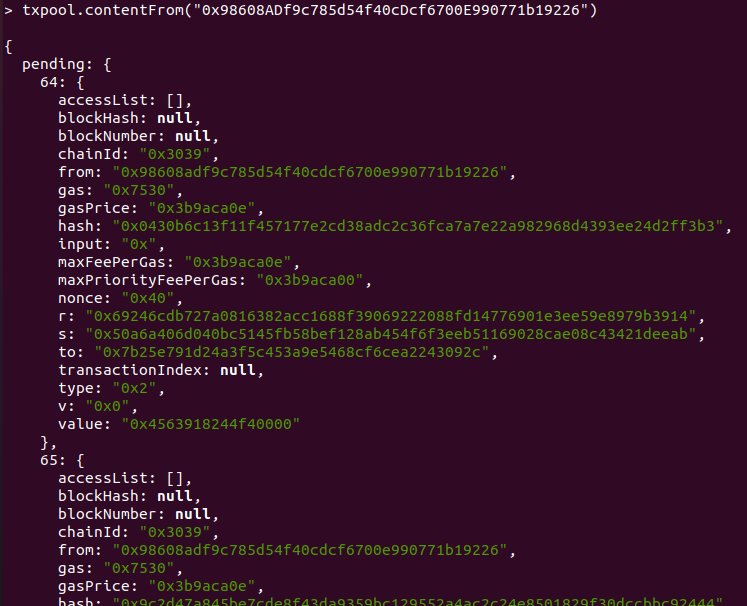 > txpool.contentFrom("0x98608ADf9c785d54f40cDcf6700E990771b19226")
{
pending: {
64: {
accessList: [],
blockHash: null,
blockNumber: null,
chainId: "0x3039",
from: "0x98608adf9c785d54f40cdcf6700e990771b19226",
gas: "0x7530",
gasPrice: "0x3b9aca0e",
hash: "0x0430b6c13f11f457177e2cd38adc2c36fca7a7e22a982968d4393ee24d2ff3b3",
input: "0x",
maxFeePerGas: "0x3b9aca0e",
maxPriorityFeePerGas: "0x3b9aca00",
nonce: "0x40",
r: "0x69246cdb727a0816382acc1688f39069222088fd14776901e3ee59e8979b3914",
s: "0x50a6a406d040bc5145fb58bef128ab454f6f3eeb51169028cae08c43421deeab",
to: "0x7b25e791d24a3f5c453a9e5468cf6cea2243092c",
transactionIndex: null,
type: "0x2",
v: "0x0",
value: "0x4563918244f40000"
},
65: {
accessList: [],
blockHash: null,
blockNumber: null,
chainId: "0x3039",
from: "0x98608adf9c785d54f40cdcf6700e990771b19226",
gas: "0x7530",
gasPrice: "0x3b9aca0e",
hash: